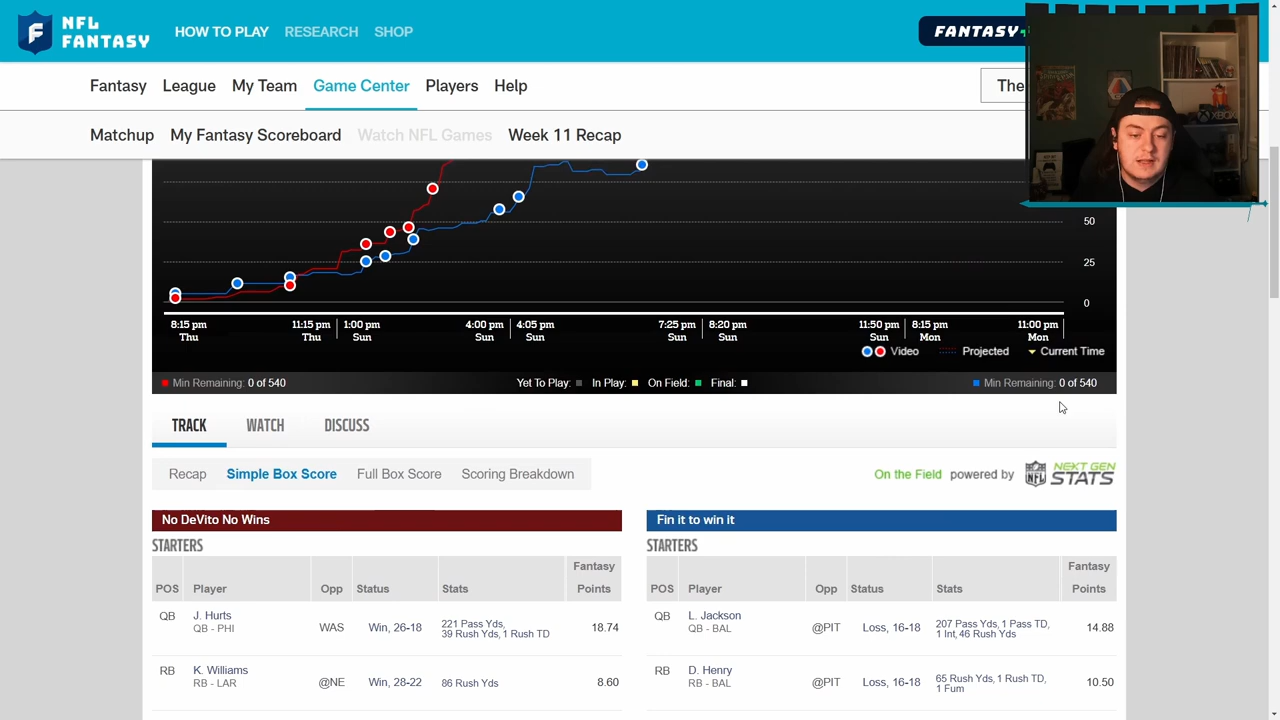 NFL
FANTASY
HOW TO PLAY RESEARCH SHOP
FANTASY+
Fantasy League My Team Game Center Players Help
The
Matchup My Fantasy Scoreboard Watch NFL Games Week 11 Recap
50
25
0
8:15 pm 11:15 pm 1:00 pm 4:00 pm 4:05 pm 7:25 pm 8:20 pm 11:50 pm 8:15 pm 11:00 pm
Thu Thu Sun Sun Sun Sun Sun Sun Mon Mon
Video Projected Current Time
Min Remaining: 0 of 540 Yet To Play: In Play: On Field: Final: Min Remaining: 0 of 540
TRACK WATCH DISCUSS
Recap Simple Box Score Full Box Score Scoring Breakdown
On the Field powered by NFL NEXT GEN STATS
No DeVito No Wins
STARTERS
POS Player Opp Status Stats Fantasy Points
QB J. Hurts WAS Win, 26-18 221 Pass Yds, 18.74
QB - PHI 39 Rush Yds, 1 Rush TD
RB K. Williams @NE Win, 28-22 86 Rush Yds 8.60
RB - LAR
Fin it to win it
STARTERS
POS Player Opp Status Stats Fantasy Points
QB L. Jackson @PIT Loss, 16-18 207 Pass Yds, 1 Pass TD, 14.88
QB - BAL 1 Int, 46 Rush Yds
RB D. Henry @PIT Loss, 16-18 65 Rush Yds, 1 Rush TD, 10.50
RB - BAL 1 Fum